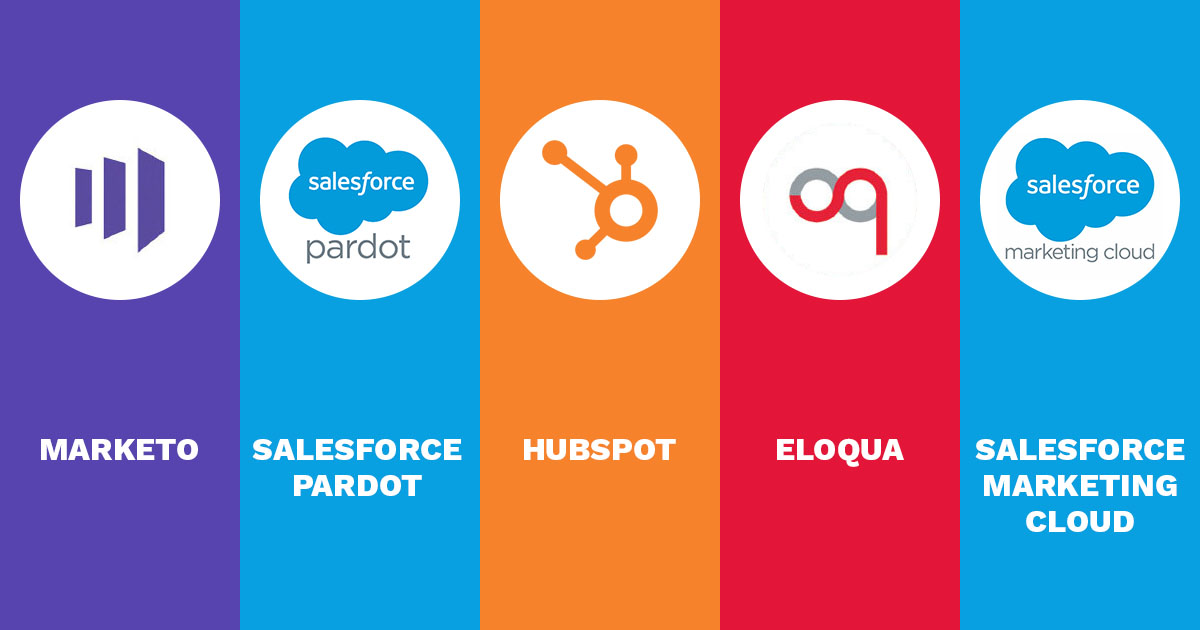 salesforce
pardot
salesforce
marketing cloud
MARKETO
SALESFORCE
PARDOT
HUBSPOT
ELOQUA
SALESFORCE
MARKETING
CLOUD